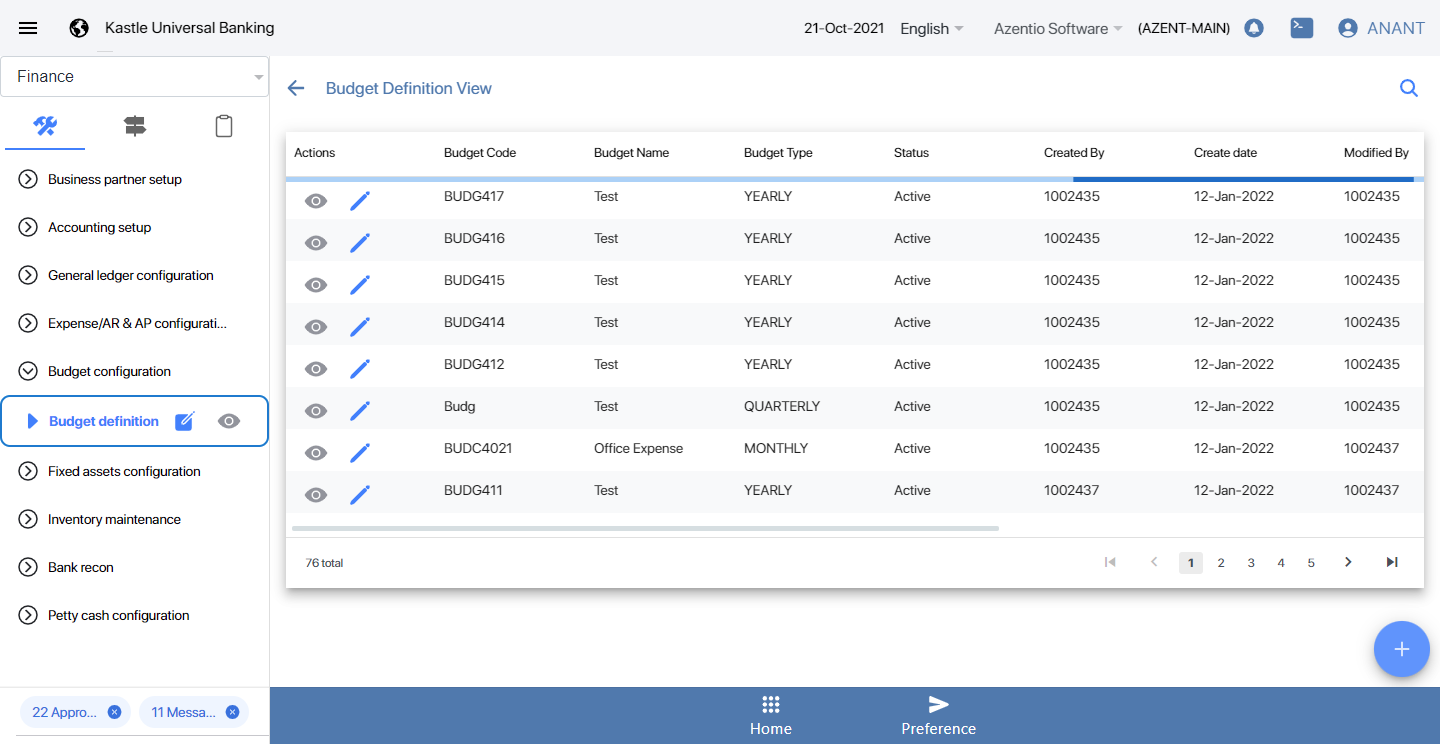 Kastle Universal Banking
21-Oct-2021 English Azentio Software (AZENT-MAIN) ANANT
Finance
Business partner setup
Accounting setup
General ledger configuration
Expense/AR & AP configurati...
Budget configuration
Budget definition
Fixed assets configuration
Inventory maintenance
Bank recon
Petty cash configuration
22 Appro... 11 Messa...
Budget Definition View
Actions Budget Code Budget Name Budget Type Status Created By Create date Modified By
BUDG417 Test YEARLY Active 1002435 12-Jan-2022 1002435
BUDG416 Test YEARLY Active 1002435 12-Jan-2022 1002435
BUDG415 Test YEARLY Active 1002435 12-Jan-2022 1002435
BUDG414 Test YEARLY Active 1002435 12-Jan-2022 1002435
BUDG412 Test YEARLY Active 1002435 12-Jan-2022 1002435
Budg Test QUARTERLY Active 1002435 12-Jan-2022 1002435
BUDC4021 Office Expense MONTHLY Active 1002435 12-Jan-2022 1002437
BUDG411 Test YEARLY Active 1002437 12-Jan-2022 1002437
76 total 1 2 3 4 5
Home Preference